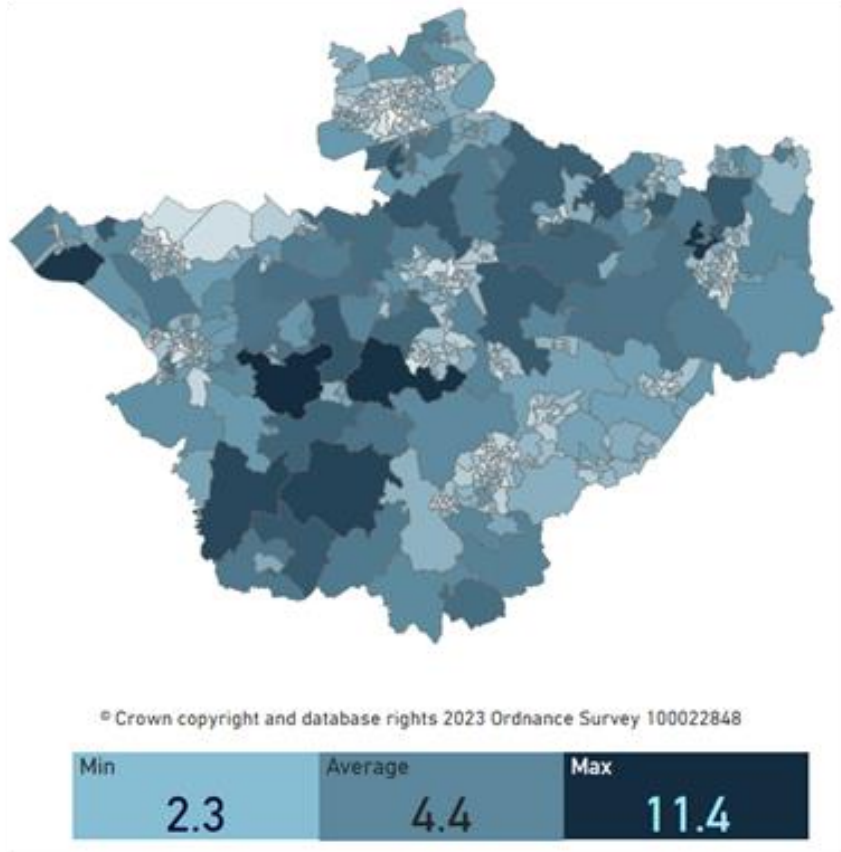 © Crown copyright and database rights 2023 Ordnance Survey 100022848
Min
Average
Max
2.3
4.4
11.4